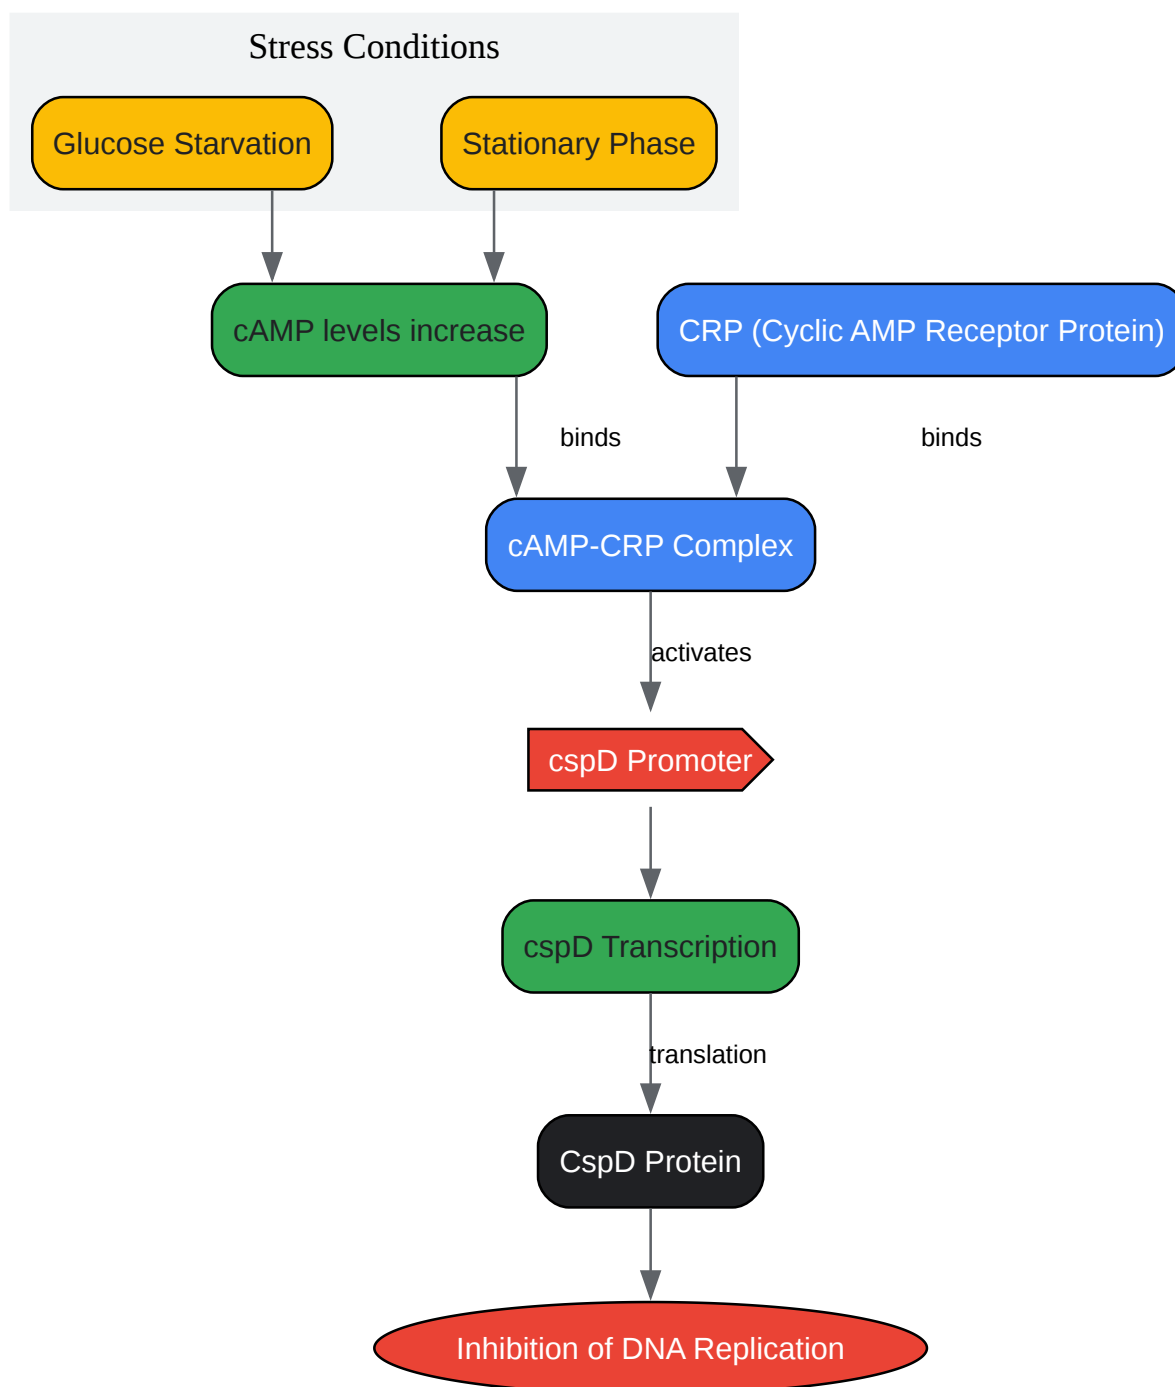 Stress Conditions
Glucose Starvation
Stationary Phase
cAMP levels increase
CRP (Cyclic AMP Receptor Protein)
binds
binds
cAMP-CRP Complex
activates
cspD Promoter
cspD Transcription
translation
CspD Protein
Inhibition of DNA Replication